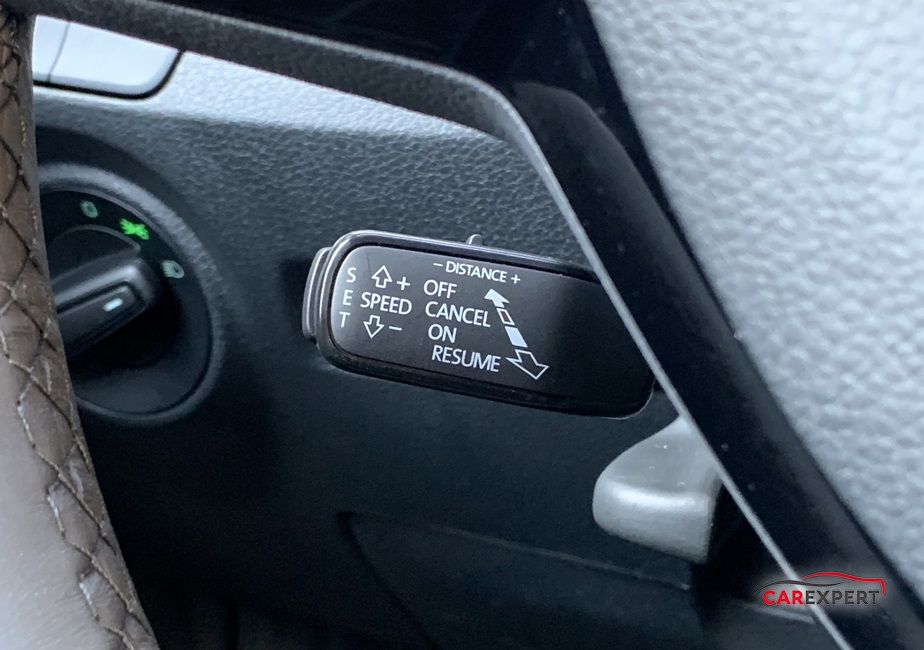 - DISTANCE +
S
E
T
+
SPEED
-
OFF
CANCEL
ON
RESUME
CAREXPERT